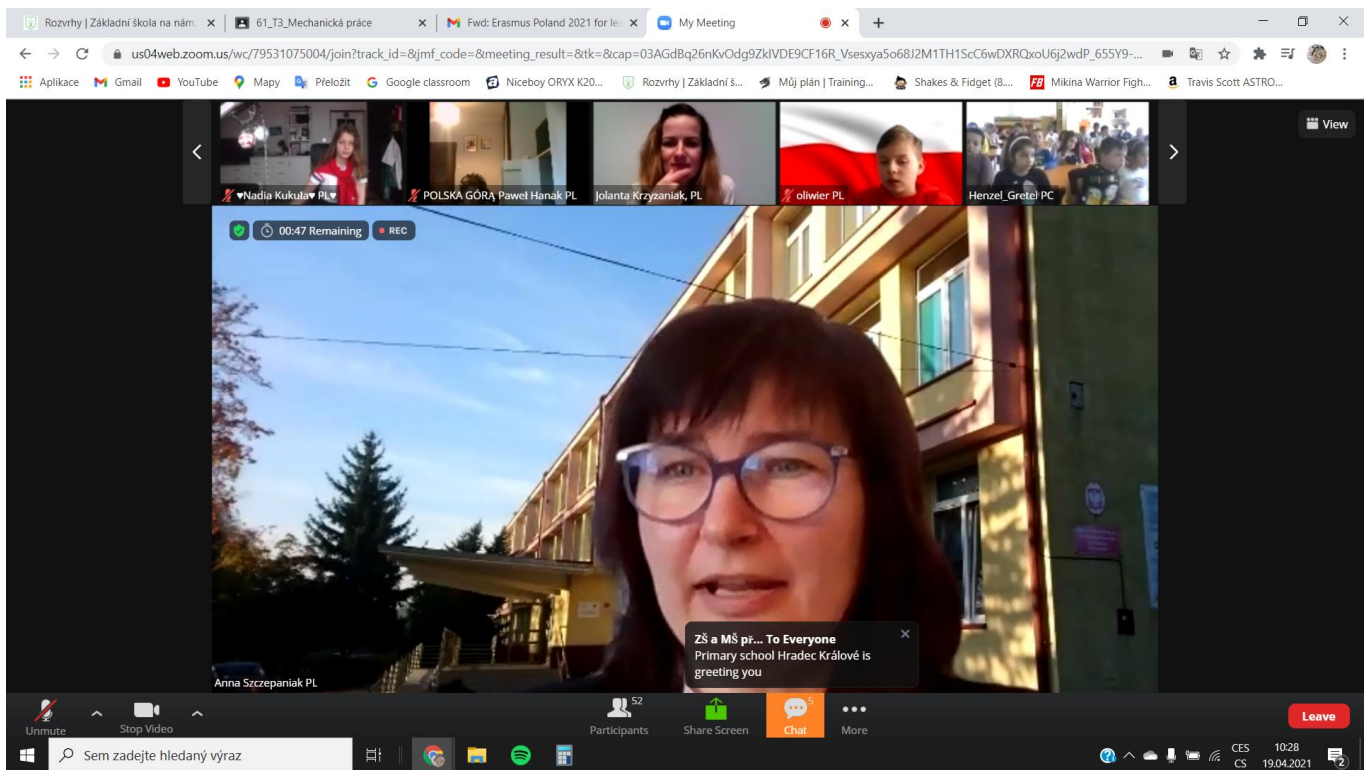 Rozvrhy | Základní škola na nám.
61_T3_Mechanická práce
Fwd: Erasmus Poland 2021 for le
My Meeting
us04web.zoom.us/wc/79531075004/join?track_id=&jmf_code=&meeting_result=&tk=&cap=03AGdBq26nKvOdg9ZkIVDE9CF16R_Vsesxya5o68J2M1TH1ScC6wDXRQxoU6j2wdP_655Y9-...
Aplikace Gmail YouTube Mapy Přeložit Google classroom Niceboy ORYX K20... Rozvrhy | Základní š... Můj plán | Training... Shakes & Fidget (8.... FB Mikina Warrior Figh... a Travis Scott ASTRO...
View
♥Nadia Kukuła♥ PL♥
POLSKA GÓRĄ Paweł Hanak PL
Jolanta Krzyżaniak, PL
oliwier PL
Henzel_Gretel PC
00:47 Remaining
REC
ZŠ a MŠ př... To Everyone
Primary school Hradec Králové is
greeting you
Anna Szczepaniak PL
Unmute
Stop Video
52
Participants
Share Screen
5
Chat
More
Leave
Sem zadejte hledaný výraz
CES
CS
10:28
19.04.2021
2